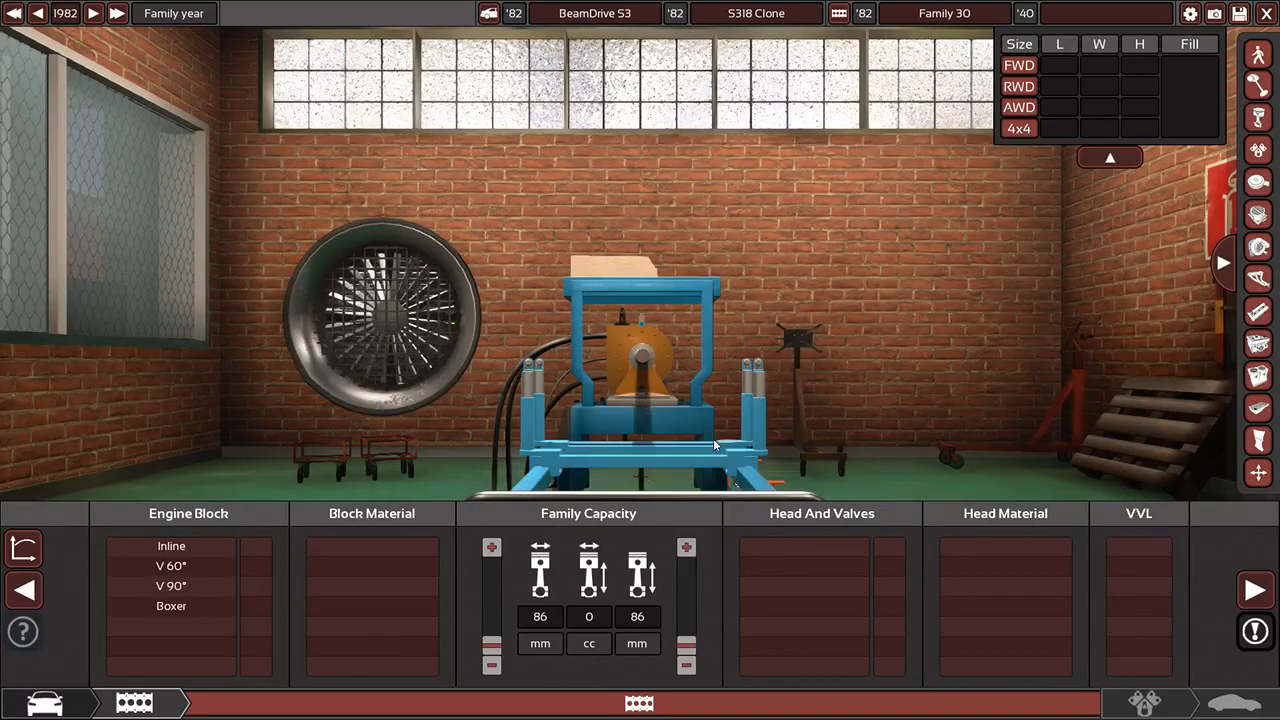 1982 Family year '82 BeamDrive S3 '82 S318 Clone '82 Family 30 '40
Size L W H Fill
FWD
RWD
AWD
4x4
Engine Block Block Material Family Capacity Head And Valves Head Material VVL
Inline
V 60°
V 90°
Boxer
86 0 86
mm cc mm